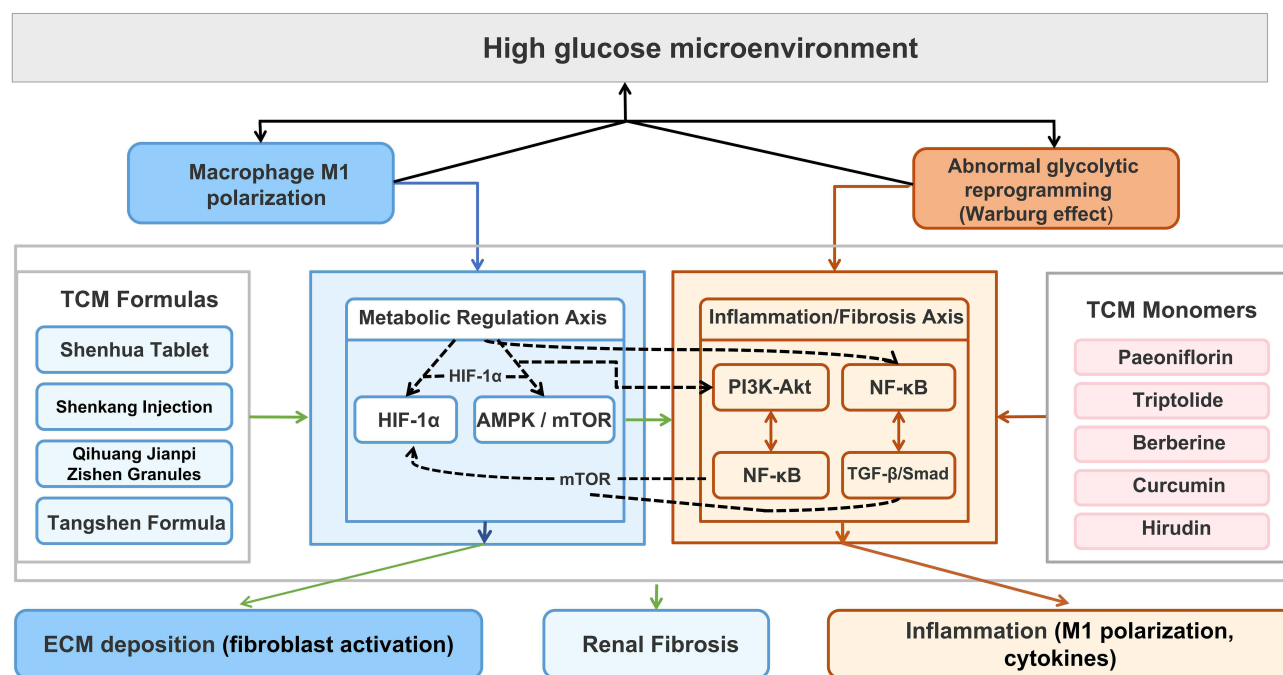 High glucose microenvironment
Macrophage M1
polarization
Abnormal glycolytic
reprogramming
(Warburg effect)
TCM Formulas
Shenhua Tablet
Shenkang Injection
Qihuang Jianpi
Zishen Granules
Tangshen Formula
Metabolic Regulation Axis
HIF-1α
HIF-1α
AMPK / mTOR
mTOR
Inflammation/Fibrosis Axis
PI3K-Akt
NF-κB
NF-κB
TGF-β/Smad
TCM Monomers
Paeoniflorin
Triptolide
Berberine
Curcumin
Hirudin
ECM deposition (fibroblast activation)
Renal Fibrosis
Inflammation (M1 polarization,
cytokines)